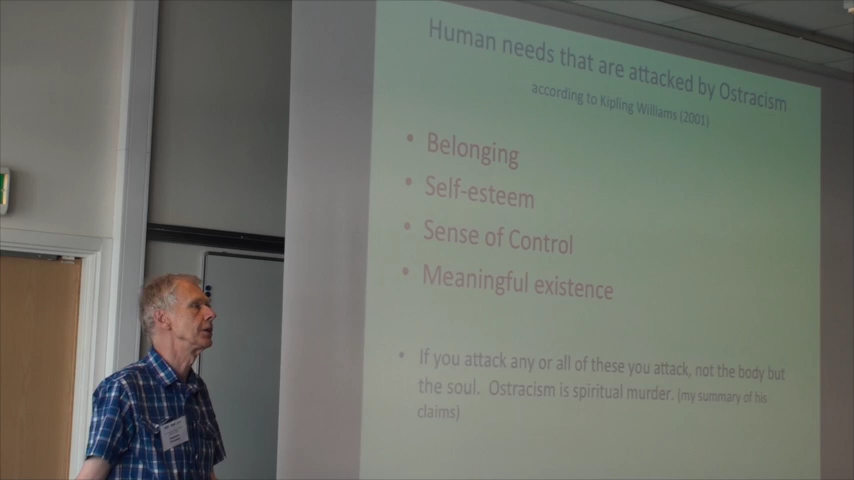 Human needs that are attacked by Ostracism
according to Kipling Williams (2001)
• Belonging
• Self-esteem
• Sense of Control
• Meaningful existence
• If you attack any or all of these you attack, not the body but
the soul. Ostracism is spiritual murder. (my summary of his
claims)